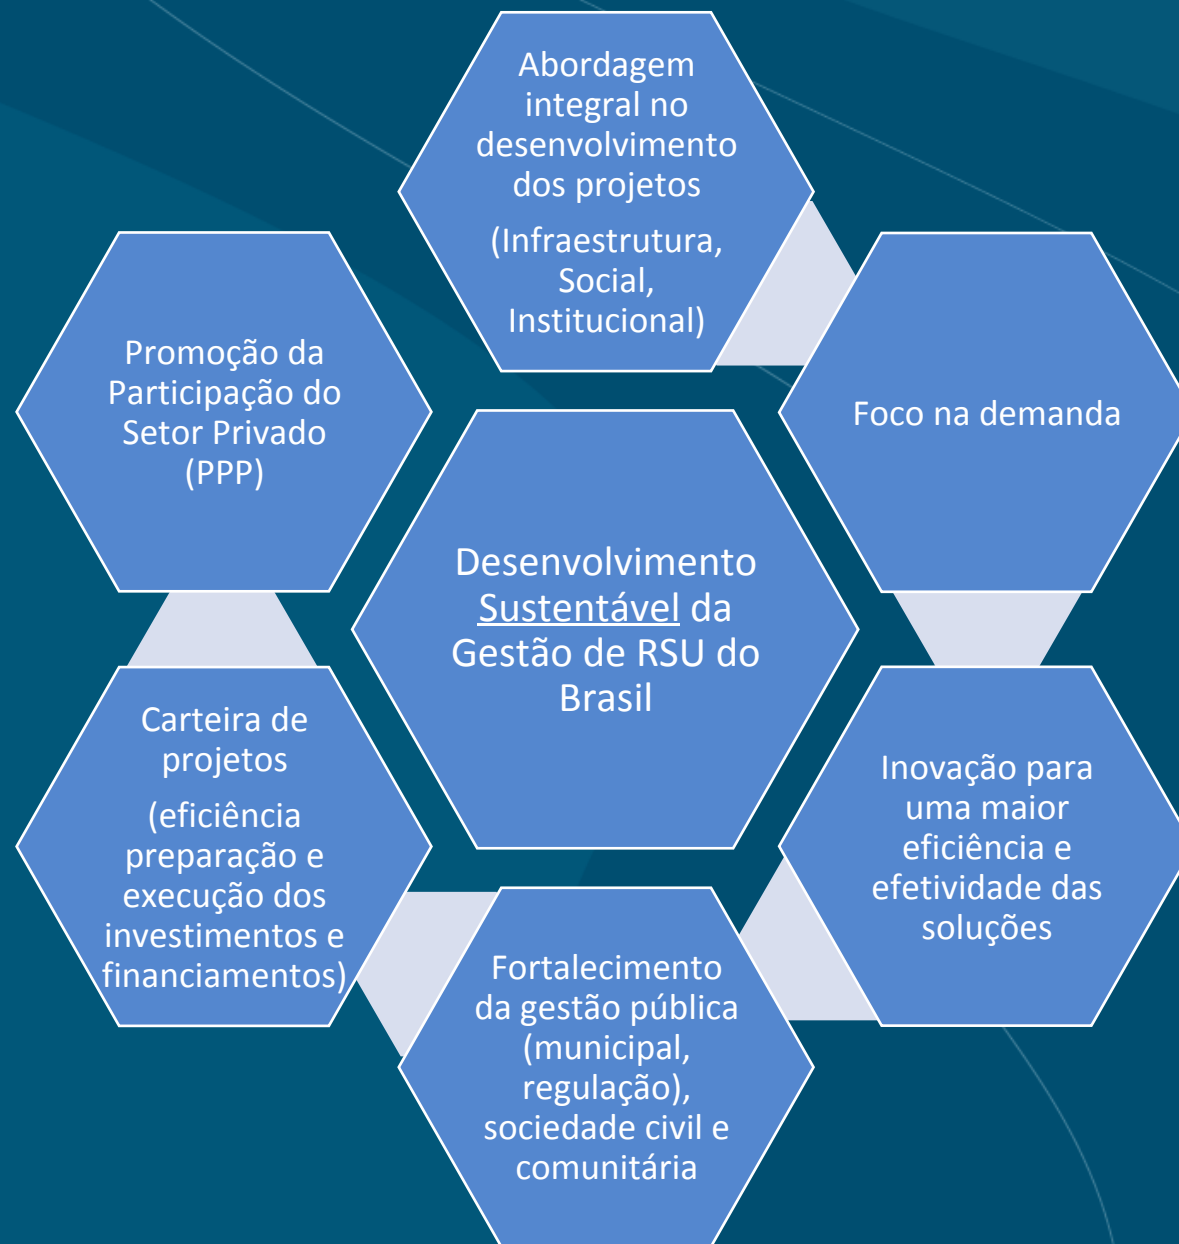 Abordagem
integral no
desenvolvimento
dos projetos
(Infraestrutura,
Social,
Institucional)
Foco na demanda
Inovação para
uma maior
eficiência e
efetividade das
soluções
Fortalecimento
da gestão pública
(municipal,
regulação),
sociedade civil e
comunitária
Carteira de
projetos
(eficiência
preparação e
execução dos
investimentos e
financiamentos)
Promoção da
Participação do
Setor Privado
(PPP)
Desenvolvimento
Sustentável da
Gestão de RSU do
Brasil